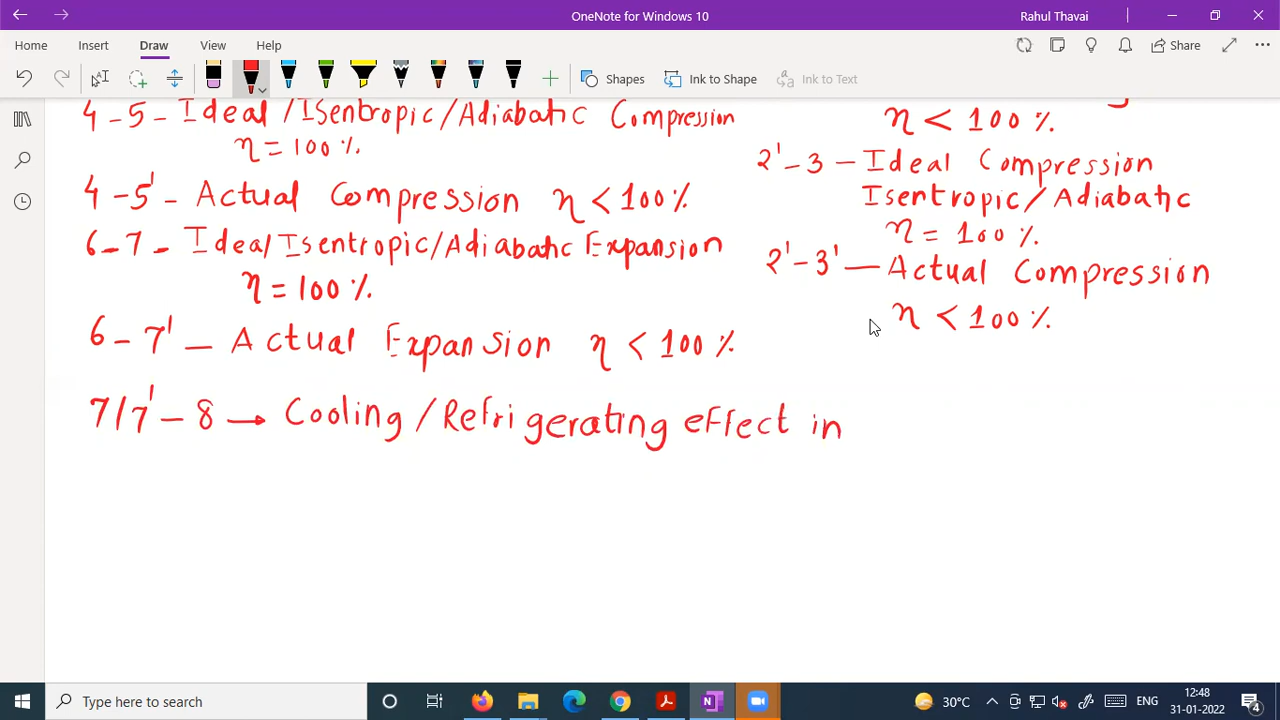 OneNote for Windows 10
Rahul Thavai
Home Insert Draw View Help
Share
Shapes
Ink to Shape
Ink to Text
4-5- Ideal/Isentropic/Adiabatic Compression
η = 100 %.
4-5' - Actual Compression η < 100 %
6-7 - Ideal Isentropic/Adiabatic Expansion
η = 100 %.
6-7' — Actual Expansion η < 100 %
7/7' - 8 → Cooling/Refrigerating effect in
η < 100 %.
2'-3 — Ideal Compression
Isentropic/Adiabatic
η = 100 %.
2'-3' — Actual Compression
η < 100 %
Type here to search
30°C
ENG
12:48
31-01-2022
4